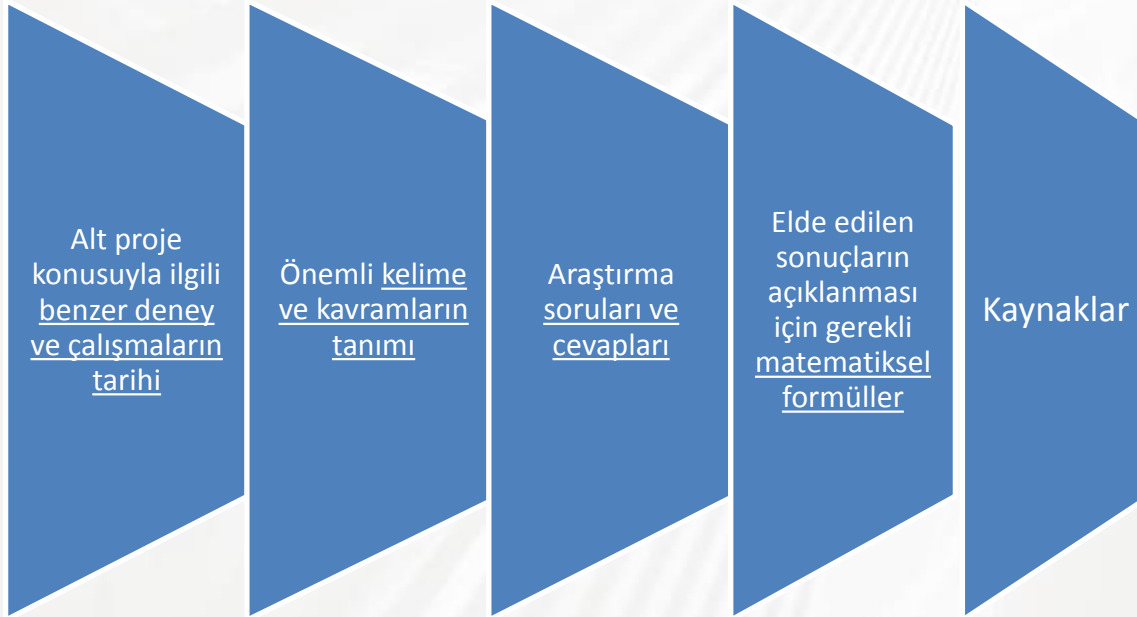 Alt proje
konusuyla ilgili
benzer deney
ve çalışmaların
tarihi
Önemli kelime
ve kavramların
tanımı
Araştırma
soruları ve
cevapları
Elde edilen
sonuçların
açıklanması
için gerekli
matematiksel
formüller
Kaynaklar